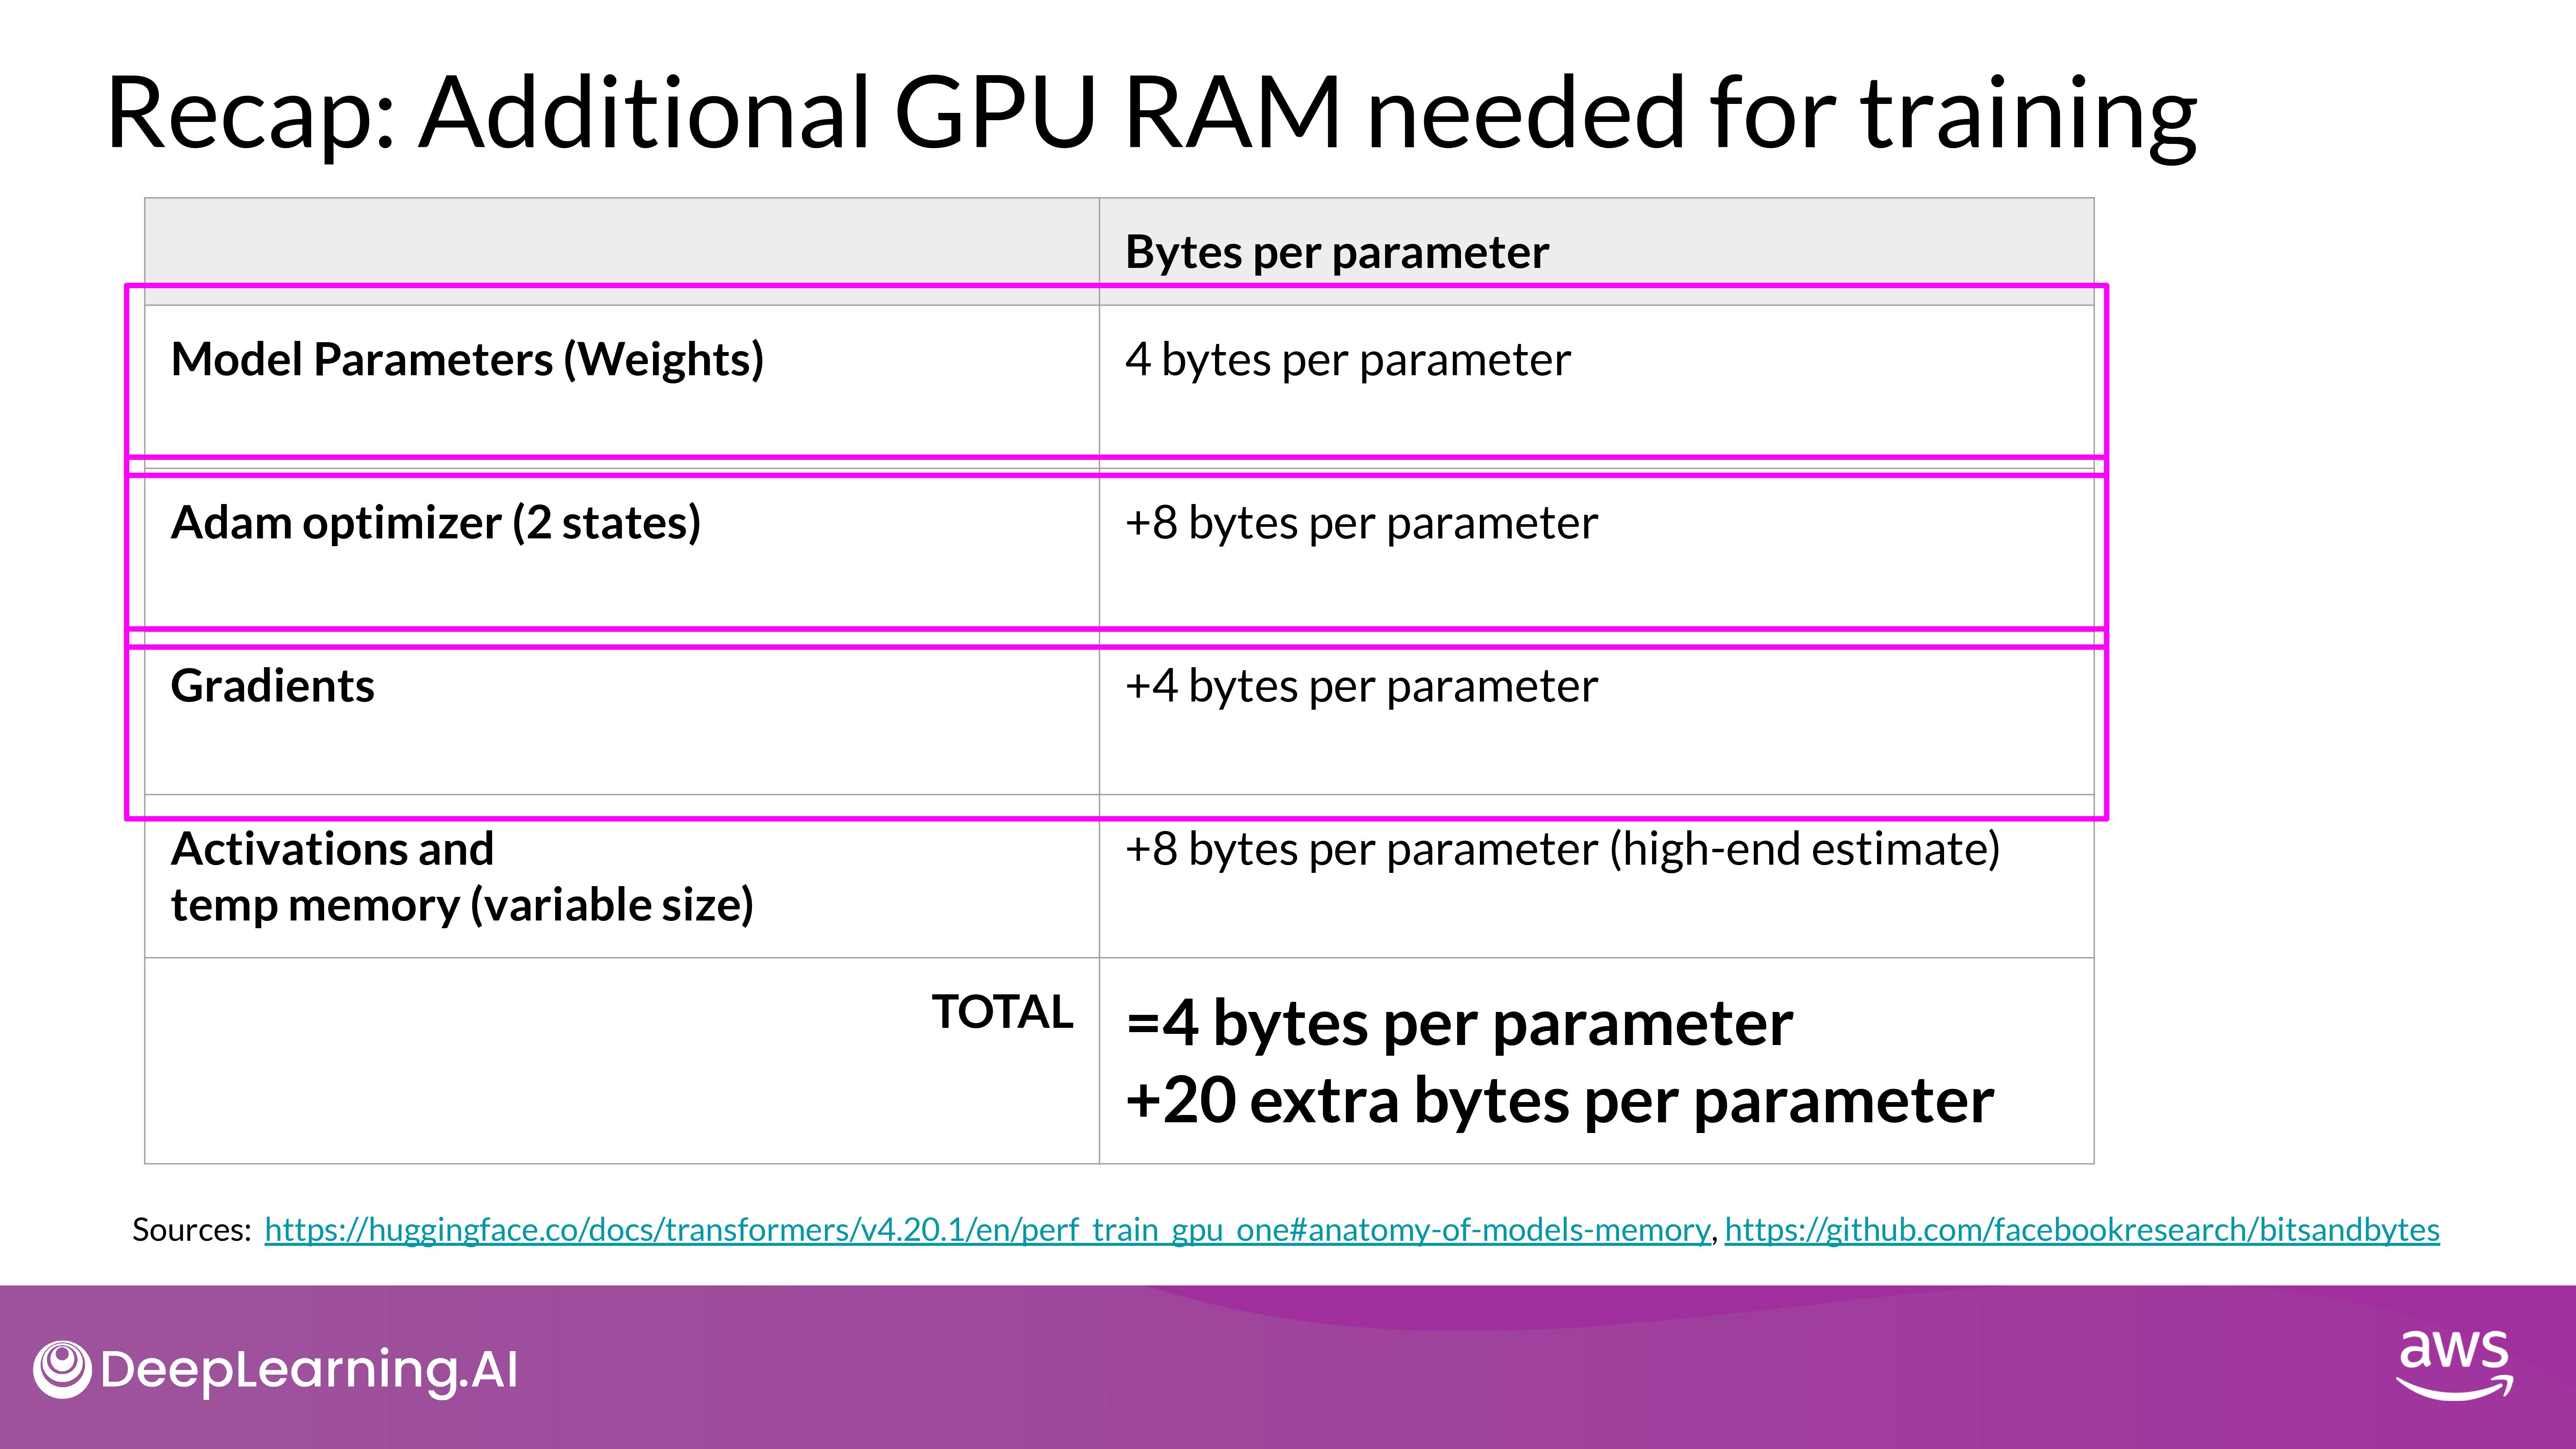 Recap: Additional GPU RAM needed for training
Bytes per parameter
Model Parameters (Weights)
4 bytes per parameter
Adam optimizer (2 states)
+8 bytes per parameter
Gradients
+4 bytes per parameter
Activations and
temp memory (variable size)
+8 bytes per parameter (high-end estimate)
TOTAL
=4 bytes per parameter
+20 extra bytes per parameter
Sources: https://huggingface.co/docs/transformers/v4.20.1/en/perf_train_gpu_one#anatomy-of-models-memory, https://github.com/facebookresearch/bitsandbytes
DeepLearning.AI
aws